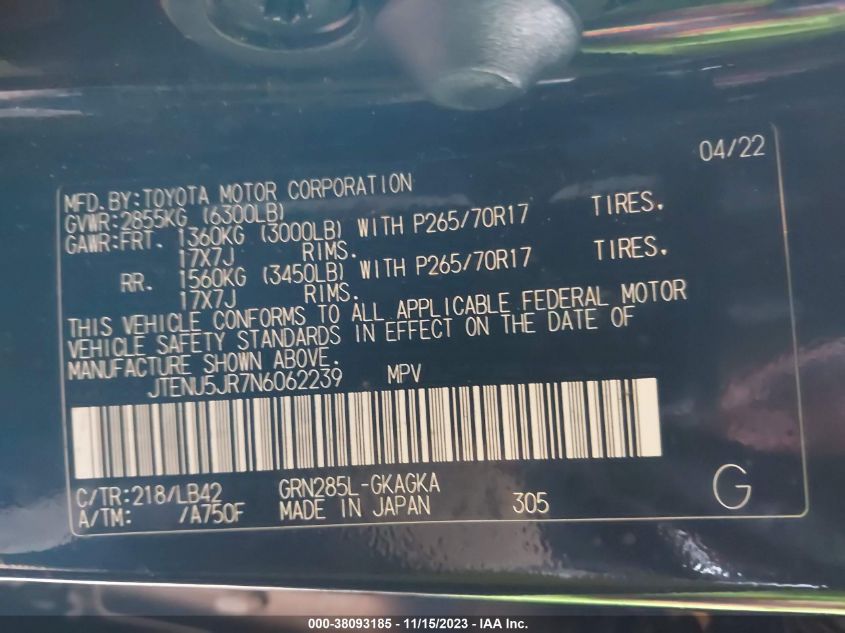 04/22
MFD. BY: TOYOTA MOTOR CORPORATION
GVWR: 2855KG (6300LB)
GAWR: FRT. 1360KG (3000LB) WITH P265/70R17 TIRES.
17X7J RIMS.
RR. 1560KG (3450LB) WITH P265/70R17 TIRES.
17X7J RIMS.
THIS VEHICLE CONFORMS TO ALL APPLICABLE FEDERAL MOTOR
VEHICLE SAFETY STANDARDS IN EFFECT ON THE DATE OF
MANUFACTURE SHOWN ABOVE.
JTENU5JR7N6062239 MPV
C/TR: 218/LB42 GRN285L-GKAGKA
A/TM: /A750F MADE IN JAPAN 305 G
000-38093185 - 11/15/2023 - IAA Inc.